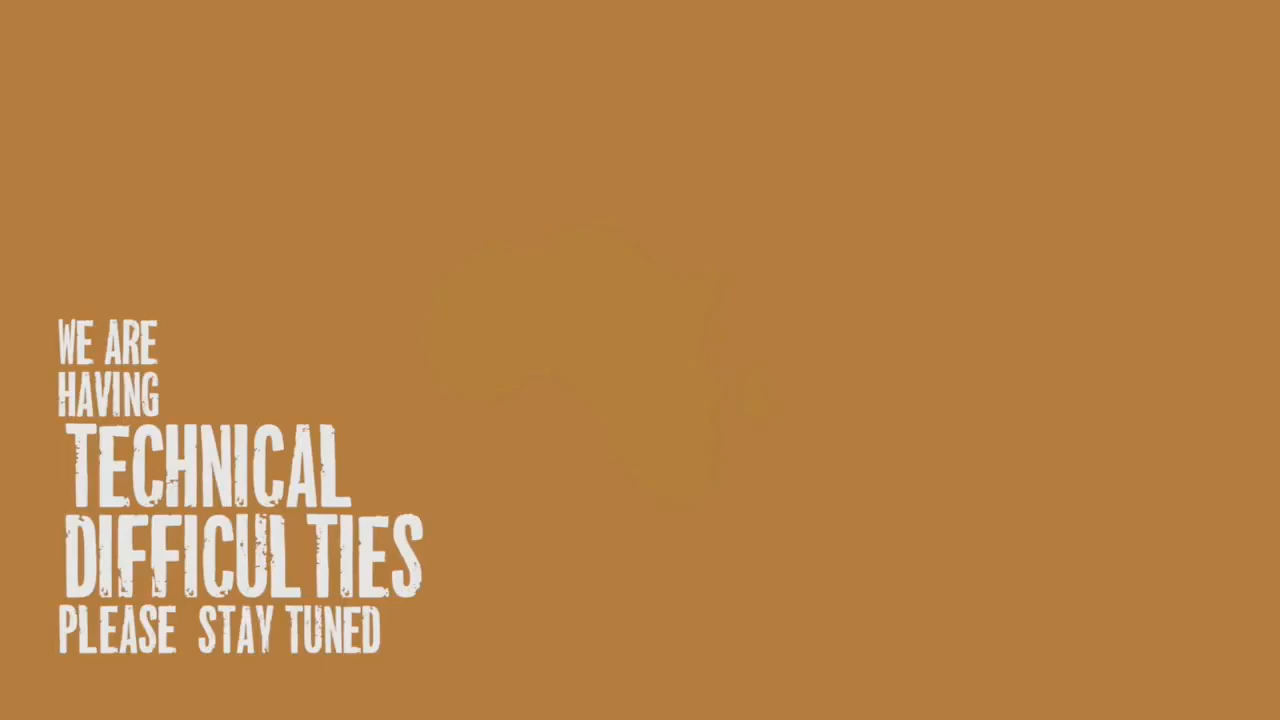 WE ARE
HAVING
TECHNICAL
DIFFICULTIES
PLEASE STAY TUNED